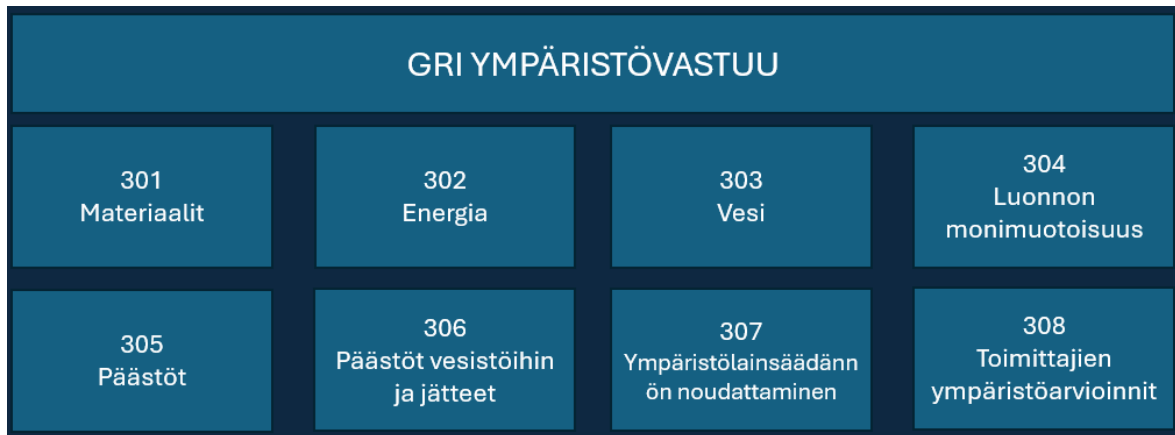 GRI YMPÄRISTÖVASTUU
301
Materiaalit
302
Energia
303
Vesi
304
Luonnon
monimuotoisuus
305
Päästöt
306
Päästöt vesistöihin
ja jätteet
307
Ympäristölainsäädänn
ön noudattaminen
308
Toimittajien
ympäristöarvioinnit